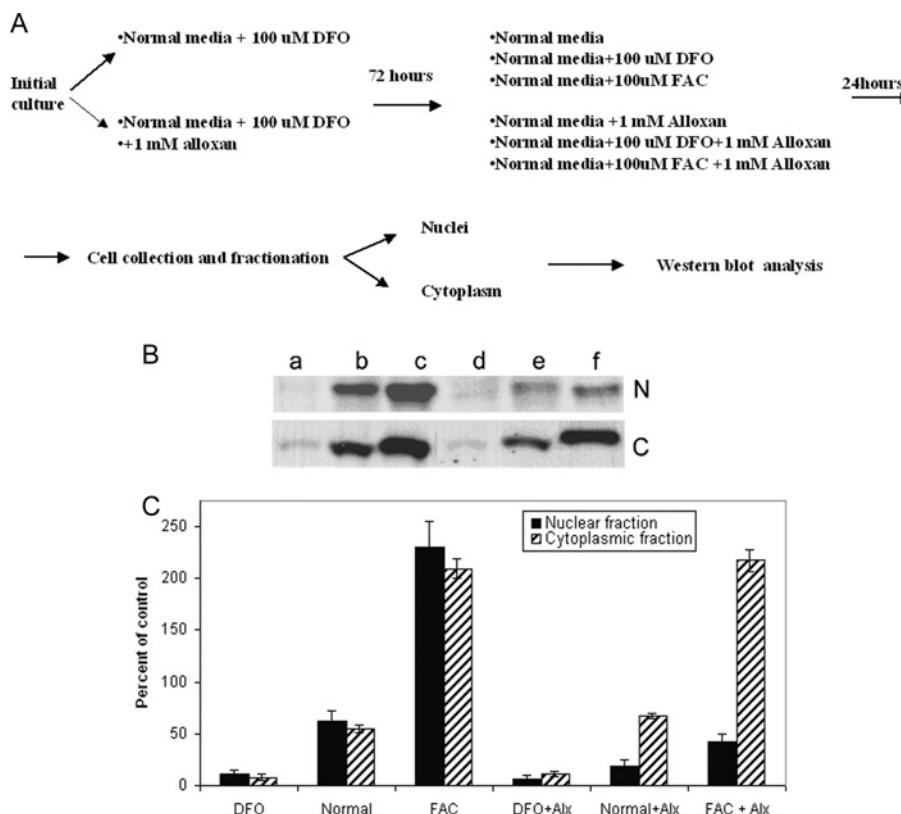 A
•Normal media + 100 uM DFO
Initial culture
•Normal media + 100 uM DFO
•+1 mM alloxan
72 hours
•Normal media
•Normal media+100 uM DFO
•Normal media+100uM FAC
•Normal media +1 mM Alloxan
•Normal media+100 uM DFO+1 mM Alloxan
•Normal media+100uM FAC +1 mM Alloxan
24hours
Cell collection and fractionation
Nuclei
Cytoplasm
Western blot analysis
B
a b c d e f
N
C
C
Percent of control
250
200
150
100
50
0
Nuclear fraction
Cytoplasmic fraction
DFO Normal FAC DFO+Alx Normal+Alx FAC + Alx